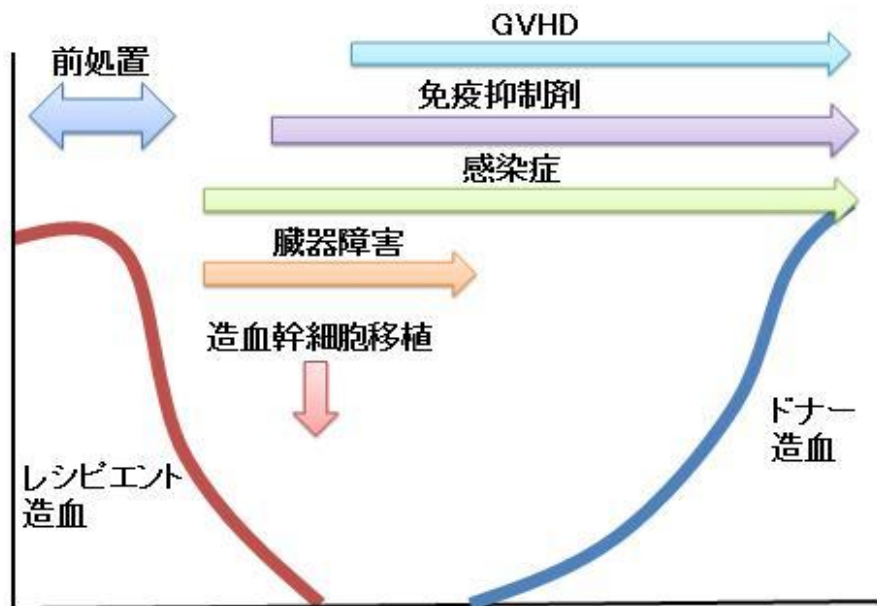 GVHD
前処置
免疫抑制剤
感染症
臓器障害
造血幹細胞移植
レシピエント
造血
ドナー
造血